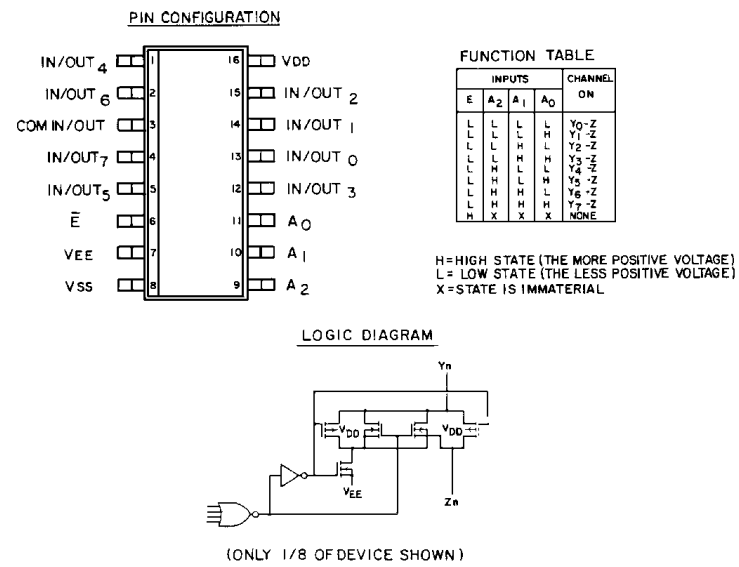 PIN CONFIGURATION
IN/OUT 4 1 16 VDD
IN/OUT 6 2 15 IN/OUT 2
COM IN/OUT 3 14 IN/OUT 1
IN/OUT 7 4 13 IN/OUT 0
IN/OUT 5 5 12 IN/OUT 3
Ē 6 11 A0
VEE 7 10 A1
VSS 8 9 A2
FUNCTION TABLE
INPUTS CHANNEL ON
E A2 A1 A0
L L L L Y0-Z
L L L H Y1-Z
L L H L Y2-Z
L L H H Y3-Z
L H L L Y4-Z
L H L H Y5-Z
L H H L Y6-Z
L H H H Y7-Z
H X X X NONE
H=HIGH STATE (THE MORE POSITIVE VOLTAGE)
L= LOW STATE (THE LESS POSITIVE VOLTAGE)
X=STATE IS IMMATERIAL
LOGIC DIAGRAM
Yn
VDD VDD
VEE
Zn
(ONLY 1/8 OF DEVICE SHOWN)